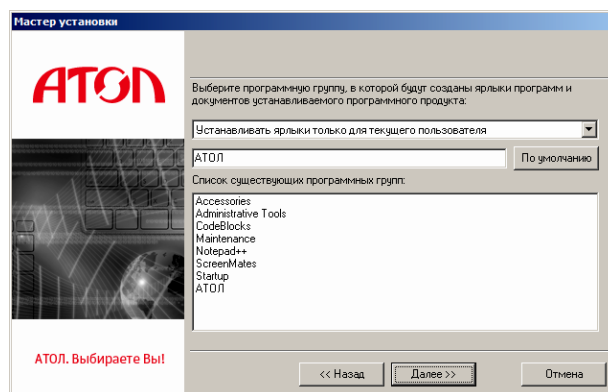 Мастер установки
АТОЛ
Выберите программную группу, в которой будут созданы ярлыки программ и
документов устанавливаемого программного продукта:
Устанавливать ярлыки только для текущего пользователя
АТОЛ
По умолчанию
Список существующих программных групп:
Accessories
Administrative Tools
CodeBlocks
Maintenance
Notepad++
ScreenMates
Startup
АТОЛ
АТОЛ. Выбираете Вы!
<< Назад
Далее >>
Отмена